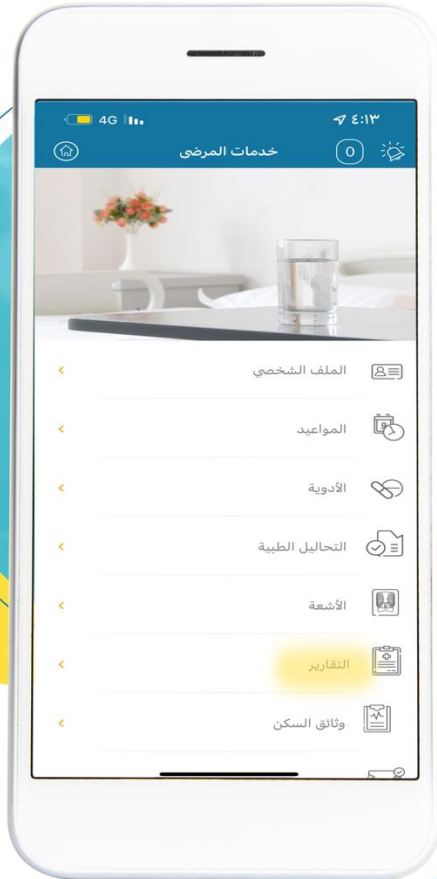 4G ٤:١٣
خدمات المرضى 0
الملف الشخصي
المواعيد
الأدوية
التحاليل الطبية
الأشعة
التقارير
وثائق السكن